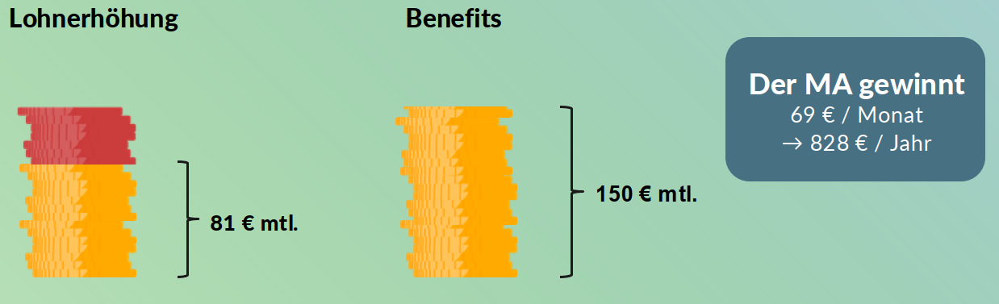 Lohnerhöhung
Benefits
Der MA gewinnt
69 € / Monat
→ 828 € / Jahr
81 € mtl.
150 € mtl.